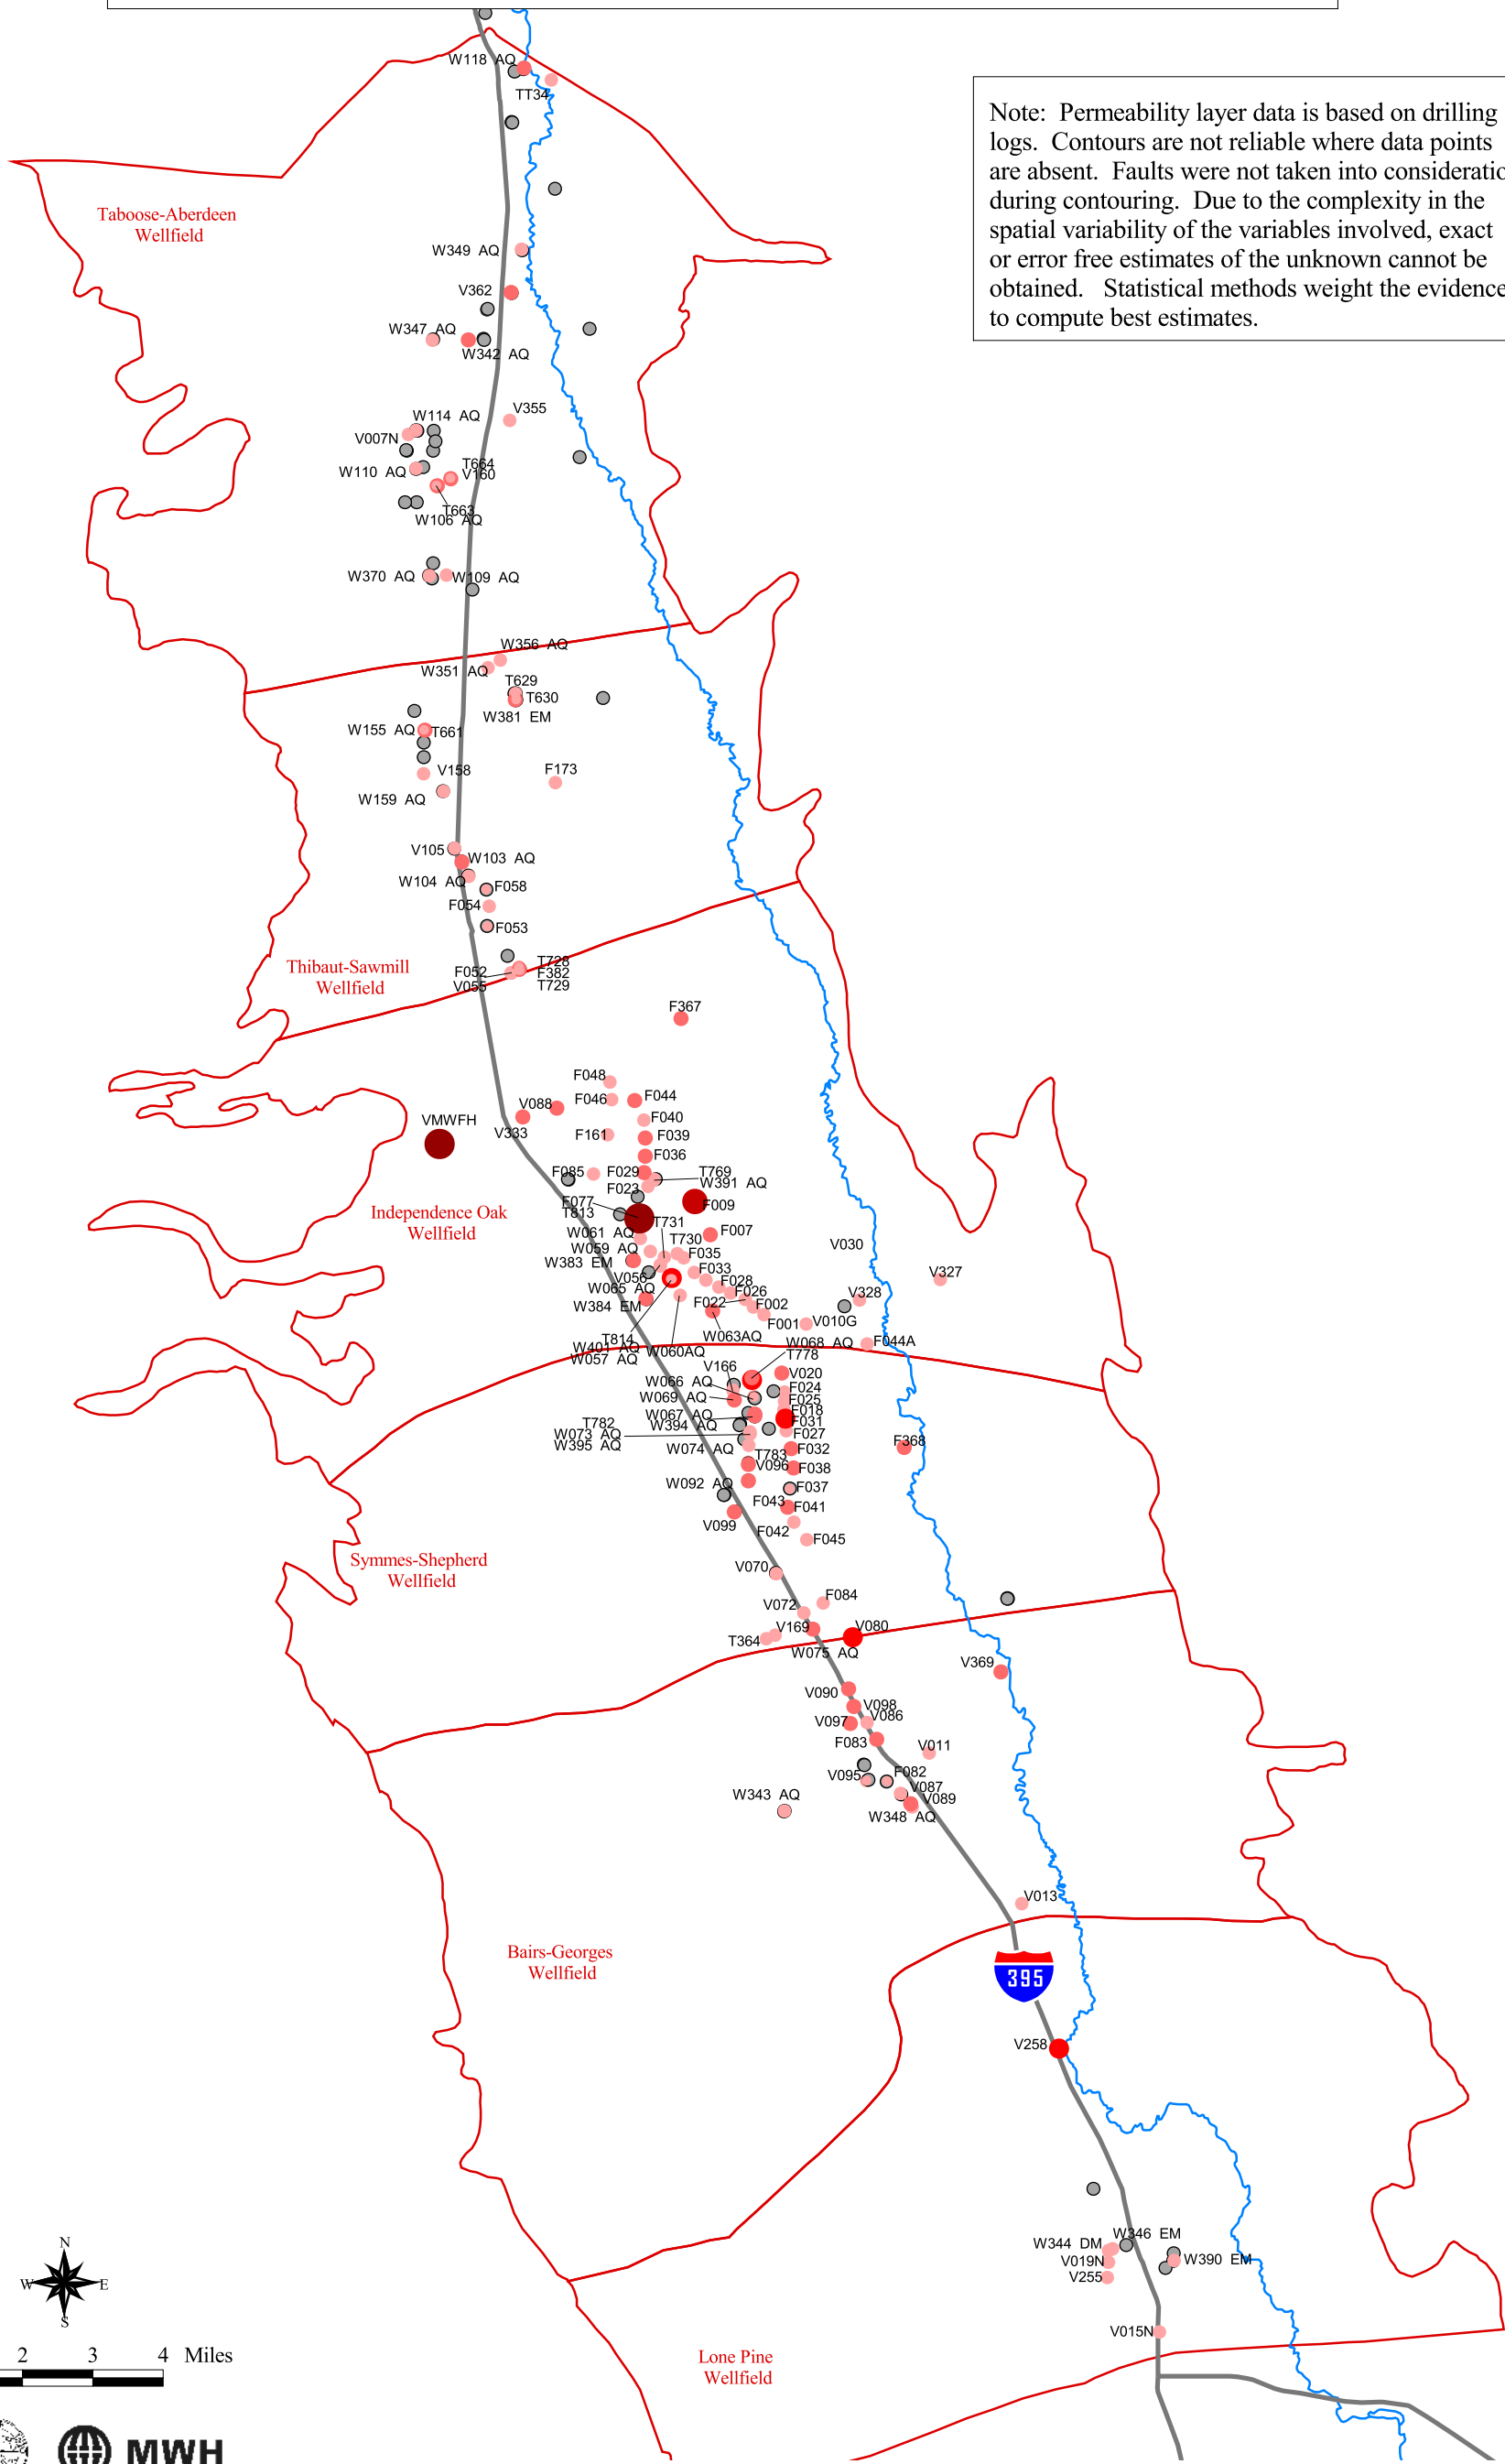 W118 AQ
TT34
Note: Permeability layer data is based on drilling
logs. Contours are not reliable where data points
are absent. Faults were not taken into consideratio
during contouring. Due to the complexity in the
spatial variability of the variables involved, exact
or error free estimates of the unknown cannot be
obtained. Statistical methods weight the evidence
to compute best estimates.
Taboose-Aberdeen
Wellfield
W349 AQ
V362
W347 AQ
W342 AQ
V355
W114 AQ
V007N
W110 AQ
T664
V160
T663
W106 AQ
W370 AQ
W109 AQ
W356 AQ
W351 AQ
T629
T630
W381 EM
W155 AQ
T661
V158
F173
W159 AQ
V105
W103 AQ
W104 AQ
F058
F054
F053
Thibaut-Sawmill
Wellfield
T728
F052
F382
V055
T729
F367
F048
V088
F046
F044
VMWFH
F040
V333
F161
F039
F036
F085
F029
T769
F023
W391 AQ
F077
F009
T813
Independence Oak
Wellfield
T731
W061 AQ
F007
T730
W059 AQ
F035
V030
W383 EM
F033
V327
V056
W065 AQ
F028
F026
V328
W384 EM
F022
F002
F001
V010G
T814
W063AQ
W401 AQ
W060AQ
W068 AQ
F044A
W057 AQ
T778
V166
V020
W066 AQ
F024
W069 AQ
F025
F018
W067 AQ
F031
T782
W394 AQ
W073 AQ
F027
W395 AQ
W074 AQ
F032
F368
T783
V096
F038
W092 AQ
F037
F043
F041
V099
F042
F045
Symmes-Shepherd
Wellfield
V070
F084
V072
V169
V080
T364
W075 AQ
V369
V090
V098
V097
V086
F083
V011
V095
F082
V087
W343 AQ
V089
W348 AQ
V013
Bairs-Georges
Wellfield
395
V258
W346 EM
W344 DM
V019N
W390 EM
V255
N
W E
S
V015N
2 3 4 Miles
Lone Pine
Wellfield
MWH